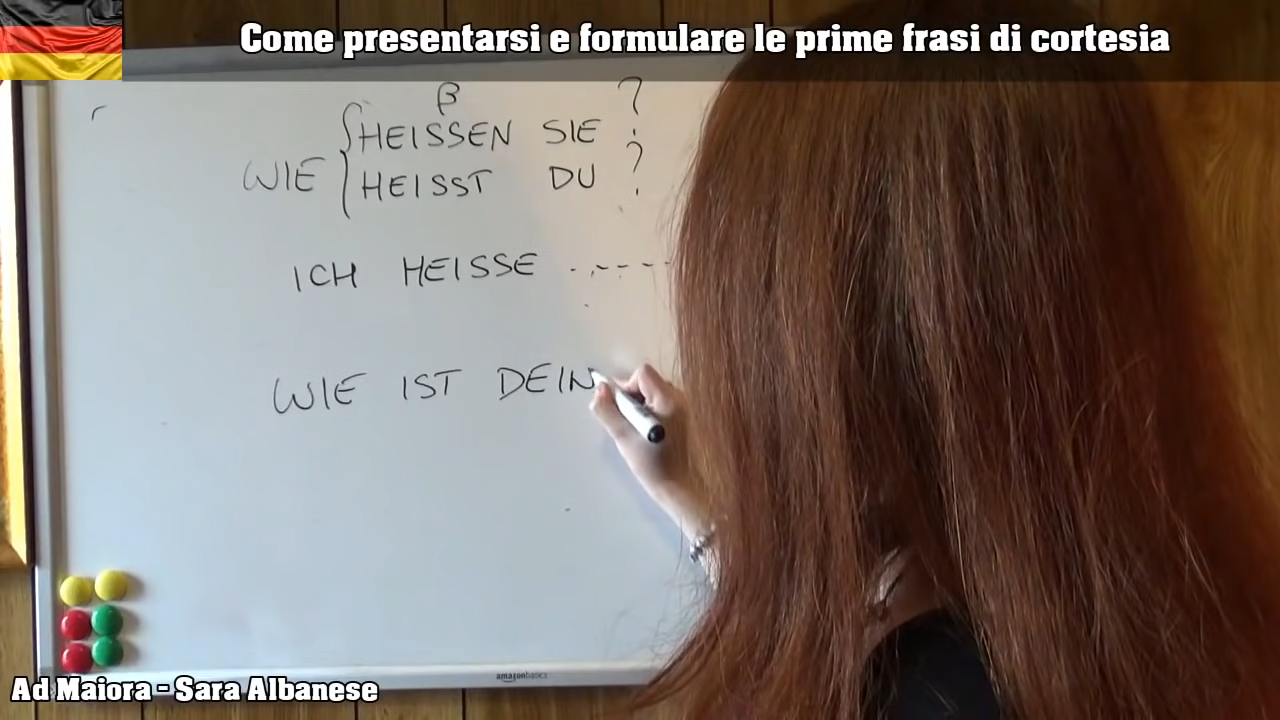 Come presentarsi e formulare le prime frasi di cortesia
β
HEISSEN SIE ?
WIE
HEISST DU ?
ICH HEISSE .----
WIE IST DEIN
amazonbasics
Ad Maiora - Sara Albanese